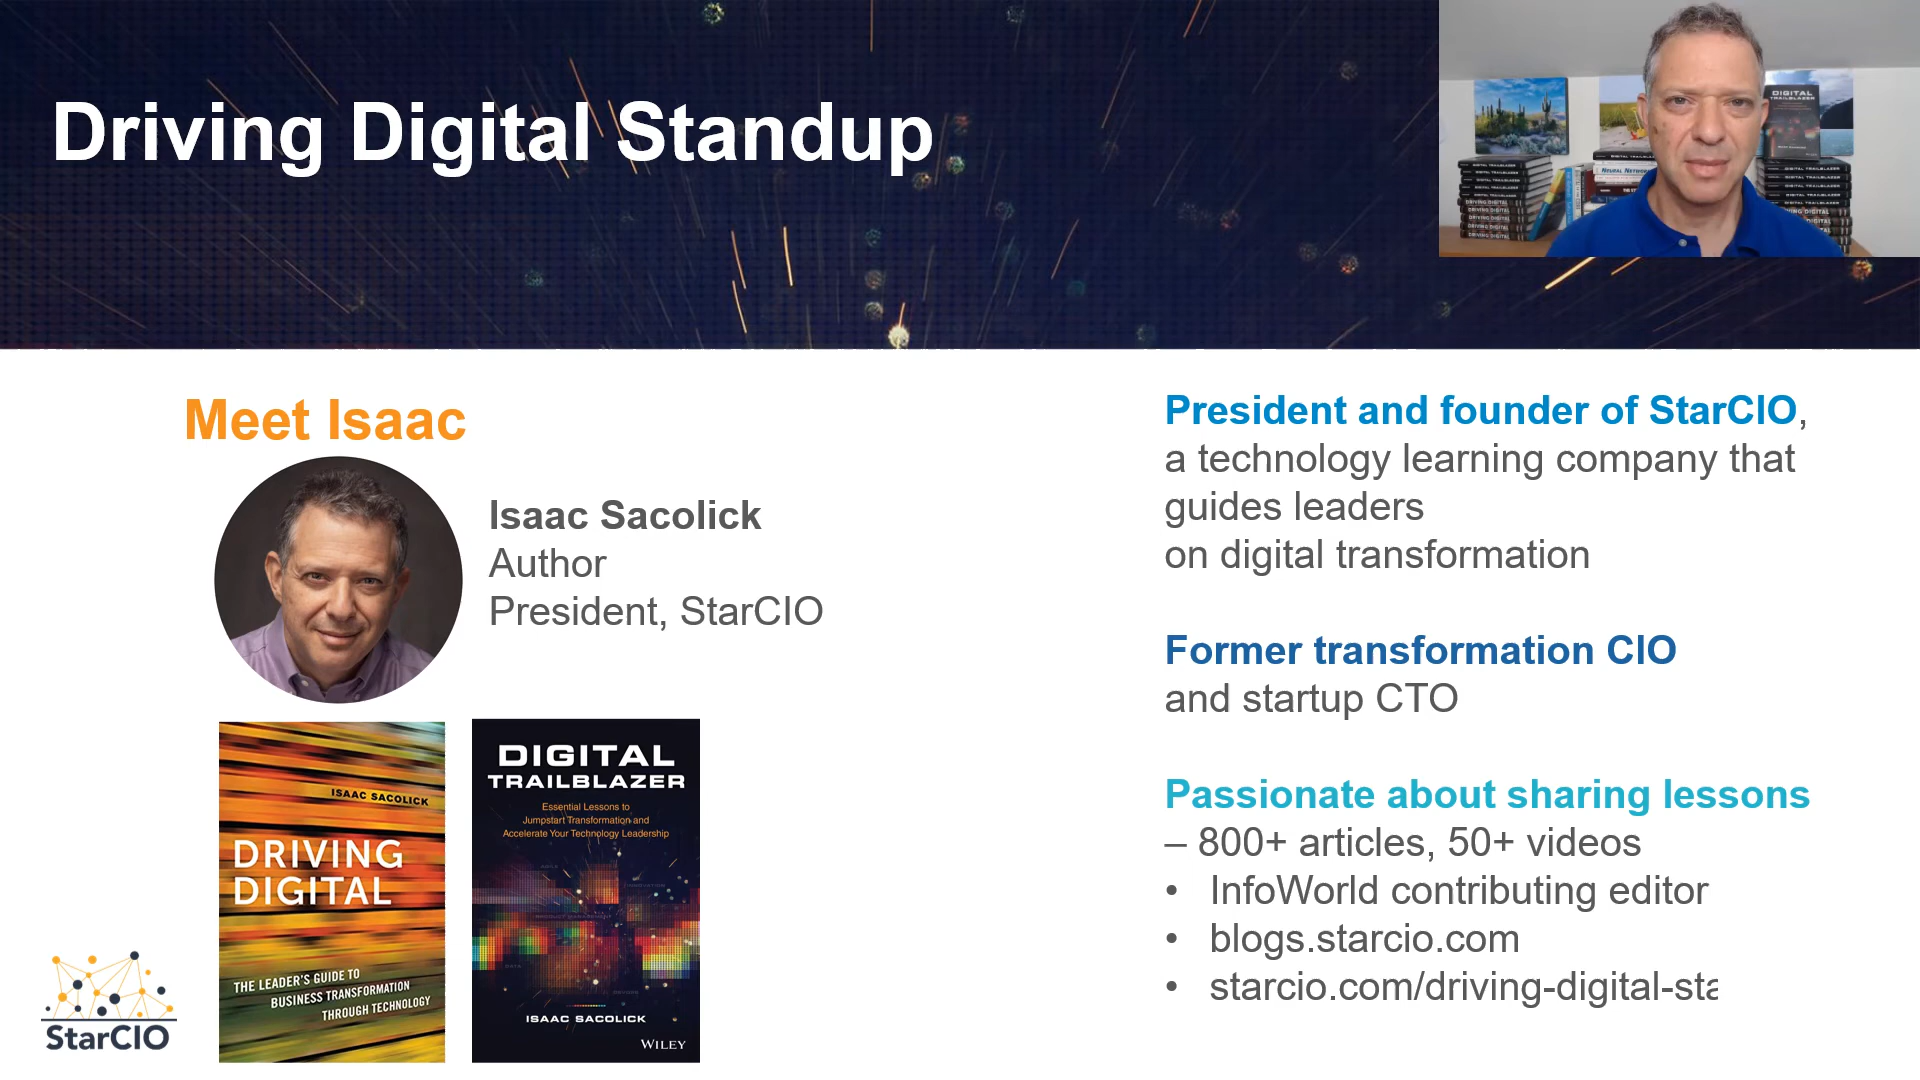 Driving Digital Standup
DIGITAL
TRAILBLAZER
Meet Isaac
Isaac Sacolick
Author
President, StarCIO
ISAAC SACOLICK
DRIVING
DIGITAL
THE LEADER'S GUIDE TO
BUSINESS TRANSFORMATION
THROUGH TECHNOLOGY
DIGITAL
TRAILBLAZER
Essential Lessons to
Jumpstart Transformation and
Accelerate Your Technology Leadership
ISAAC SACOLICK
WILEY
StarCIO
President and founder of StarCIO,
a technology learning company that
guides leaders
on digital transformation
Former transformation CIO
and startup CTO
Passionate about sharing lessons
– 800+ articles, 50+ videos
• InfoWorld contributing editor
• blogs.starcio.com
• starcio.com/driving-digital-sta